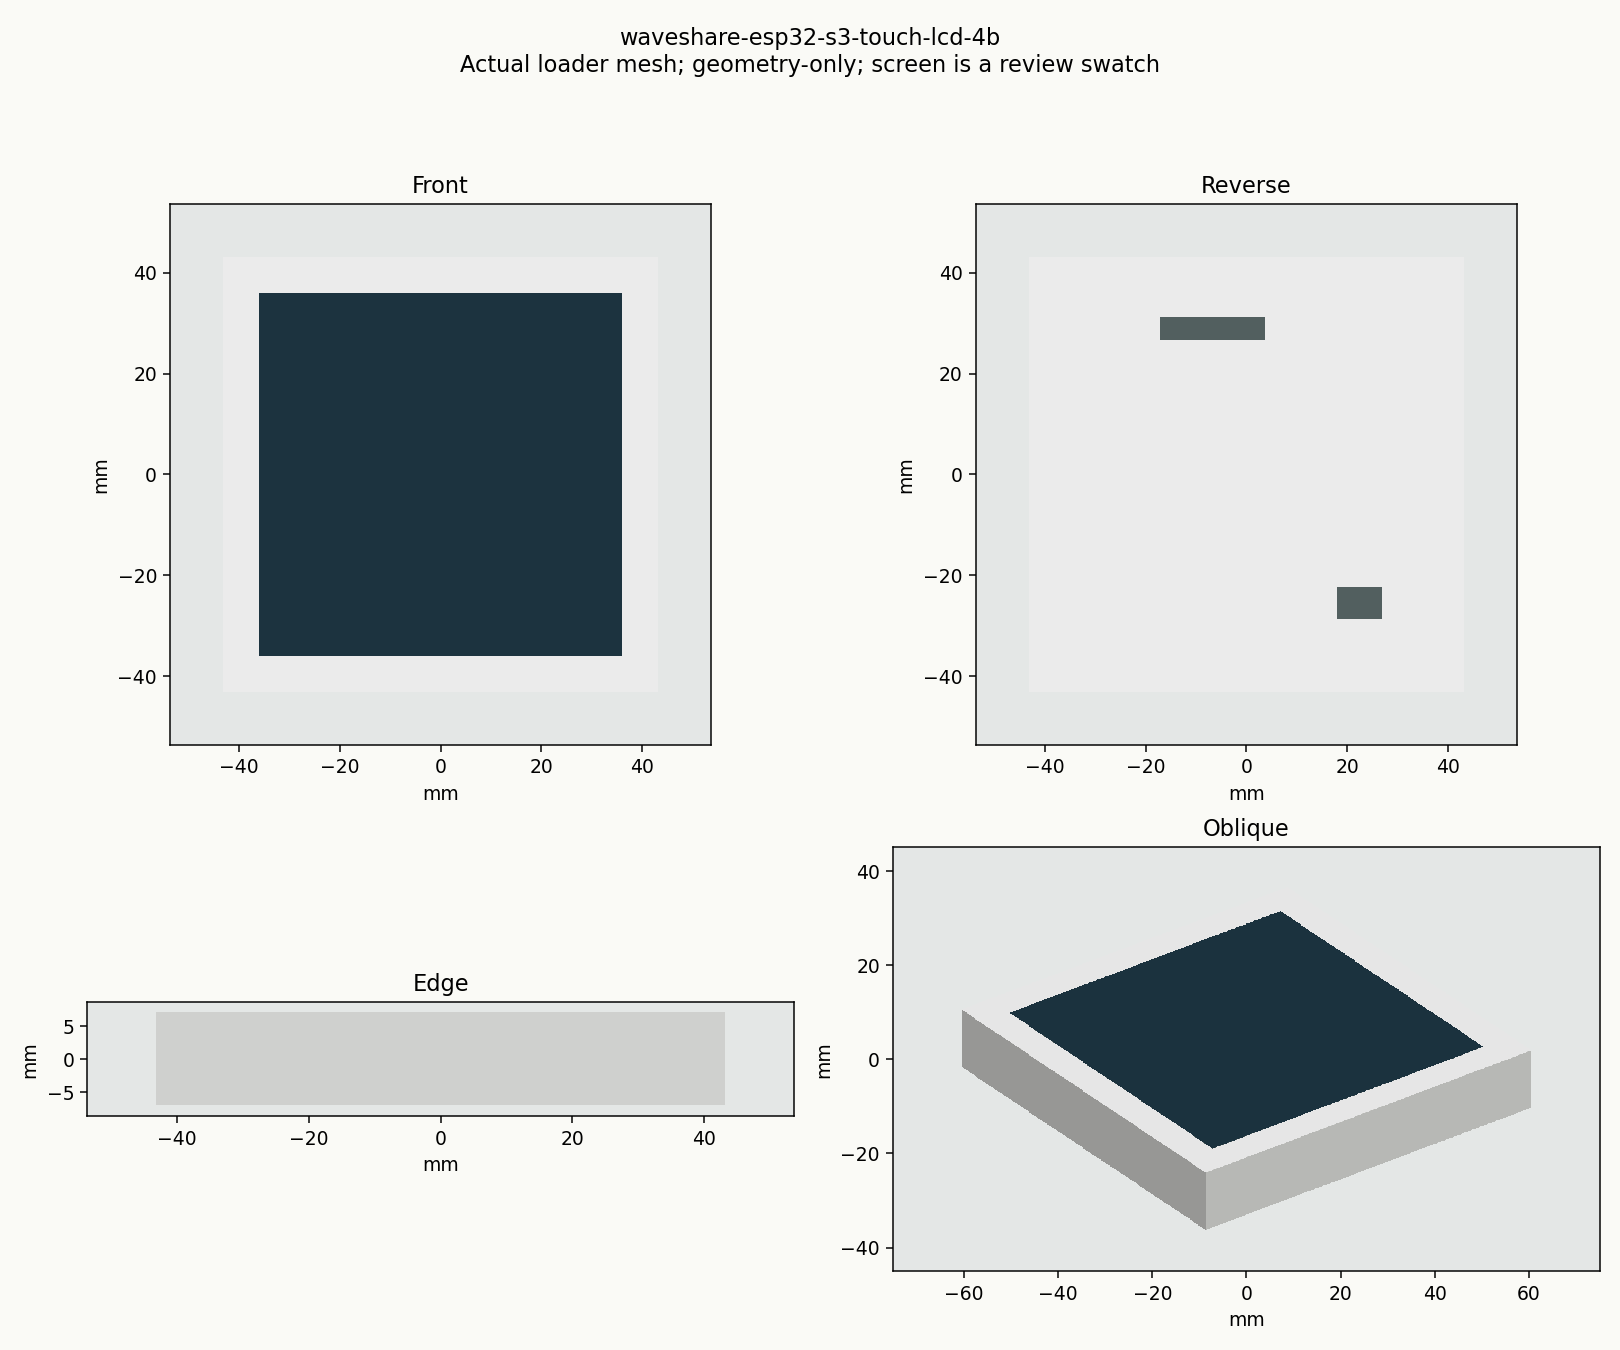 waveshare-esp32-s3-touch-lcd-4b
Actual loader mesh; geometry-only; screen is a review swatch
Front
40
20
0
−20
−40
mm
−40 −20 0 20 40
mm
Reverse
40
20
0
−20
−40
mm
−40 −20 0 20 40
mm
Edge
5
0
−5
mm
−40 −20 0 20 40
mm
Oblique
40
20
0
−20
−40
mm
−60 −40 −20 0 20 40 60
mm